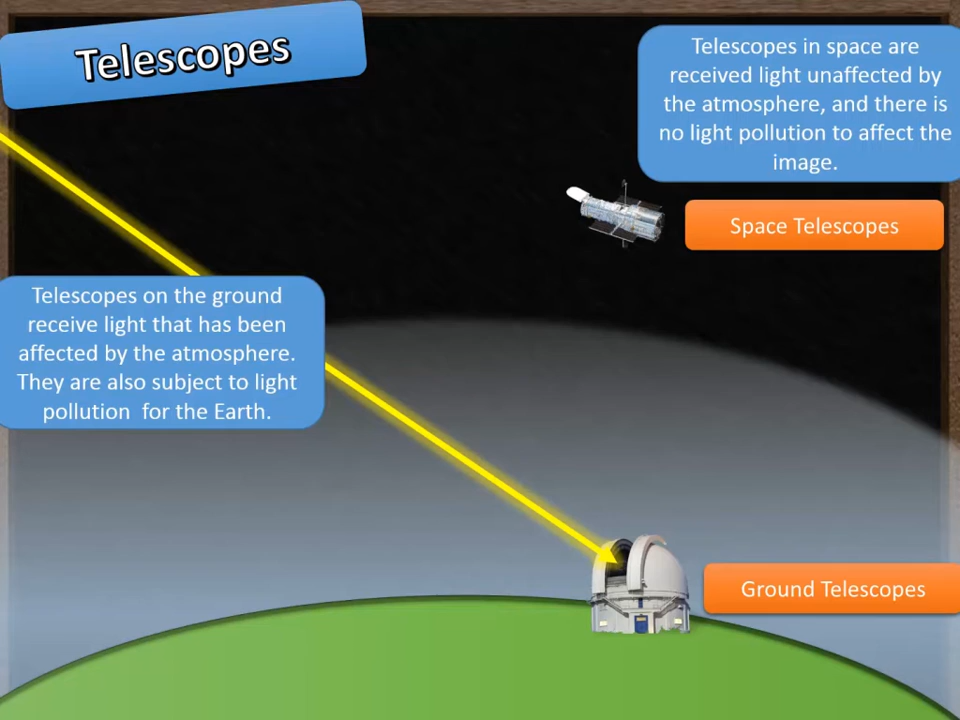 Telescopes
Telescopes in space are
received light unaffected by
the atmosphere, and there is
no light pollution to affect the
image.
Space Telescopes
Telescopes on the ground
receive light that has been
affected by the atmosphere.
They are also subject to light
pollution  for the Earth.
Ground Telescopes